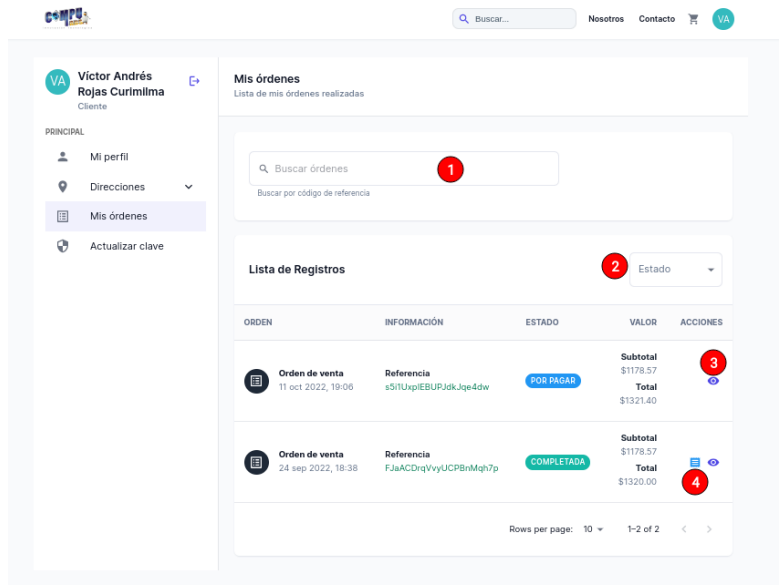 COMPU
Buscar...
Nosotros
Contacto
VA
VA
Víctor Andrés
Rojas Curimilma
Cliente
PRINCIPAL
Mi perfil
Direcciones
Mis órdenes
Actualizar clave
Mis órdenes
Lista de mis órdenes realizadas
Buscar órdenes
1
Buscar por código de referencia
Lista de Registros
2
Estado
ORDEN
INFORMACIÓN
ESTADO
VALOR
ACCIONES
Orden de venta
11 oct 2022, 19:06
Referencia
s5i1UxpIEBUPJdkJqe4dw
POR PAGAR
Subtotal
$1178.57
Total
$1321.40
3
Orden de venta
24 sep 2022, 18:38
Referencia
FJaACDrqVvyUCPBnMqh7p
COMPLETADA
Subtotal
$1178.57
Total
$1320.00
4
Rows per page: 10
1–2 of 2